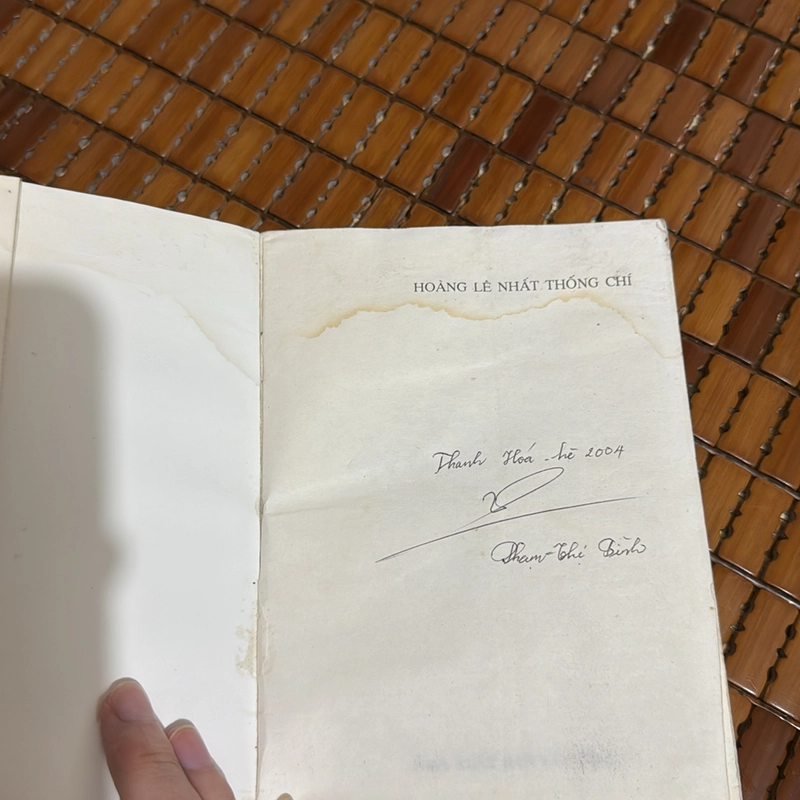 HOÀNG LÊ NHẤT THỐNG CHÍ
Thanh Hoá - hè 2004
Phạm - Thị Bình